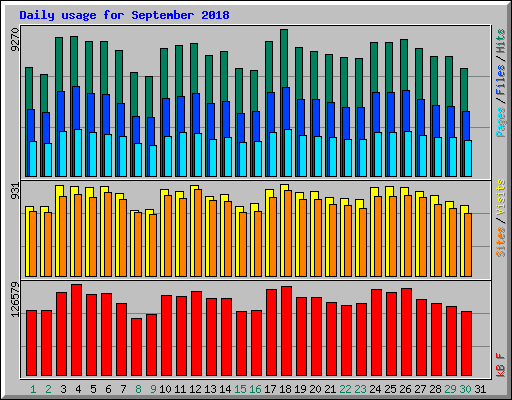 Daily usage for September 2018
9270
Pages / Files / Hits
931
Sites / Visits
126579
kB F
1 2 3 4 5 6 7 8 9 10 11 12 13 14 15 16 17 18 19 20 21 22 23 24 25 26 27 28 29 30 31